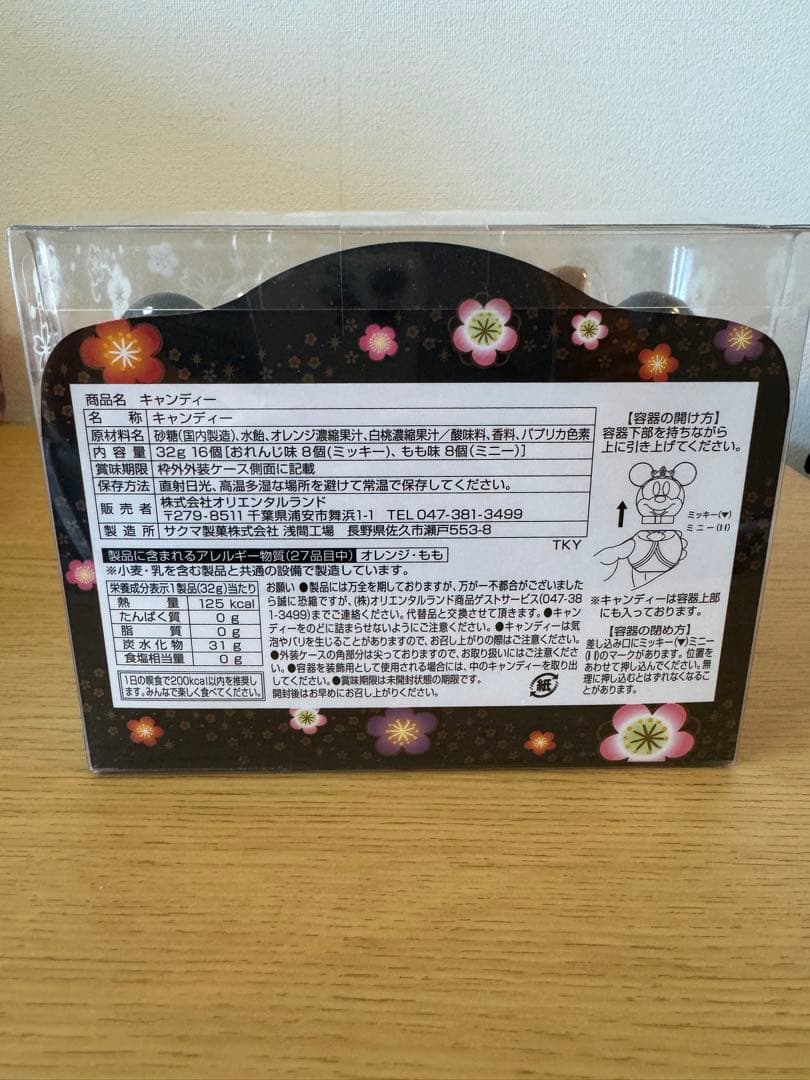 商品名 キャンディー
名称 キャンディー
原材料名 砂糖(国内製造)、水飴、オレンジ濃縮果汁、白桃濃縮果汁/酸味料、香料、パプリカ色素
内容量 32g 16個[おれんじ味 8個(ミッキー)、もも味 8個(ミニー)]
賞味期限 枠外外装ケース側面に記載
保存方法 直射日光、高温多湿な場所を避けて常温で保存してください。
販売者 株式会社オリエンタルランド
〒279-8511 千葉県浦安市舞浜1-1 TEL 047-381-3499
製造所 サクマ製菓株式会社 浅間工場 長野県佐久市瀬戸553-8
TKY
製品に含まれるアレルギー物質(27品目中) オレンジ・もも
※小麦・乳を含む製品と共通の設備で製造しています。
栄養成分表示1製品(32g)当たり
熱量 125 kcal
たんぱく質 0 g
脂質 0 g
炭水化物 31 g
食塩相当量 0 g
1日の間食で200kcal以内を推奨し
ます。みんなで楽しく食べてください。
お願い ●製品には万全を期しておりますが、万が一不都合がございました
ら誠に恐縮ですが、(株)オリエンタルランド商品ゲストサービス(047-38
1-3499)までご連絡ください。代替品と交換させて頂きます。●キャン
ディーをのどに詰まらせないようにご注意ください。●キャンディーは気
泡やバリを生じることがありますので、お召し上がりの際はご注意ください。
●外装ケースの角部分は尖っておりますので、お取り扱いにはご注意くださ
い。●容器を装飾用として使用される場合には、中のキャンディーを取り出
してください。●賞味期限は未開封状態の期限です。
開封後はお早めにお召し上がりください。
紙
【容器の開け方】
容器下部を持ちながら
上に引き上げてください。
ミッキー(▼)
ミニー(II)
※キャンディーは容器上部
にも入っております。
【容器の閉め方】
差し込み口にミッキー(▼)ミニー
(II)のマークがあります。位置を
あわせて押し込んでください。無
理に押し込むとはずれなくなるこ
とがあります。